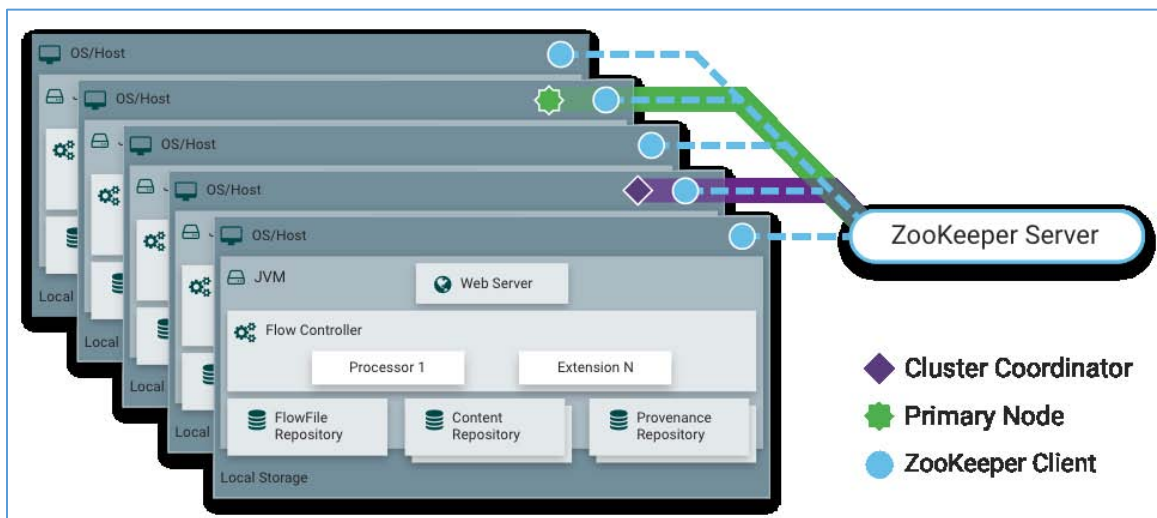 OS/Host
OS/Host
OS/Host
OS/Host
OS/Host
JVM
Web Server
Flow Controller
Processor 1
Extension N
FlowFile
Repository
Content
Repository
Provenance
Repository
Local Storage
Local
Local
Local
Local
ZooKeeper Server
Cluster Coordinator
Primary Node
ZooKeeper Client